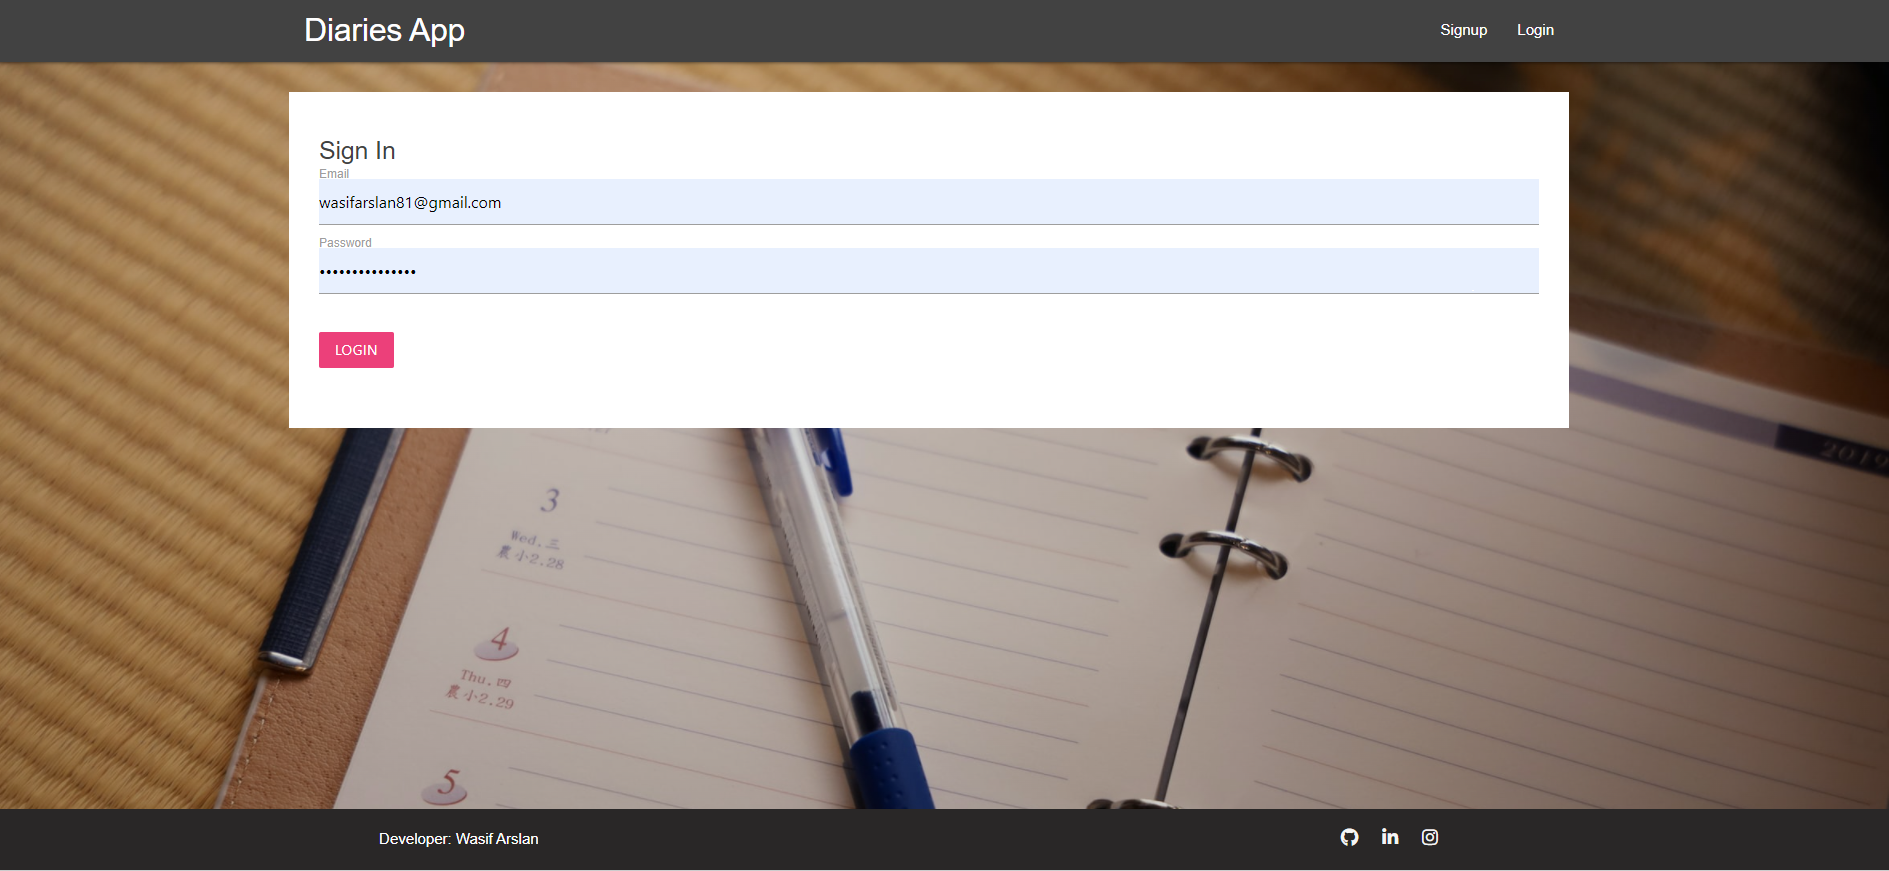 Diaries App
Signup Login
Sign In
Email
wasifarslan81@gmail.com
Password
•••••••••••••••
LOGIN
2019
3
Wed.三
農小2.28
4
Thu.四
農小2.29
5
Developer: Wasif Arslan